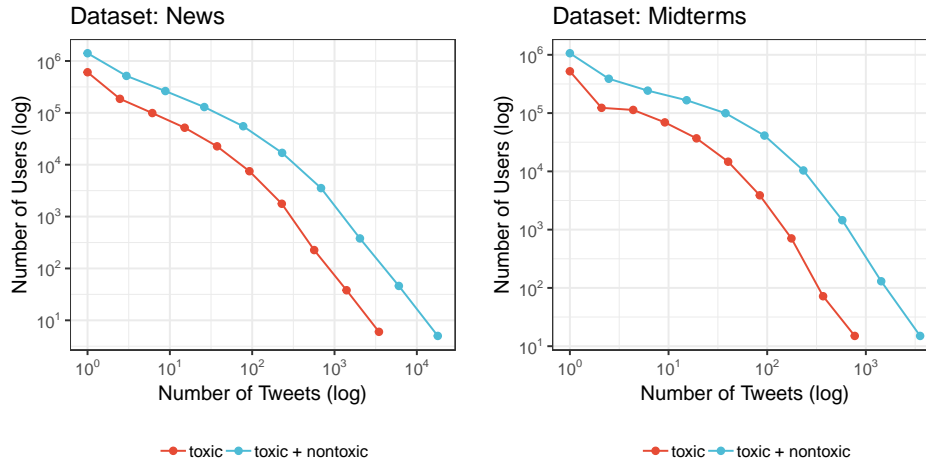 Dataset: News
Number of Users (log)
10^6
10^5
10^4
10^3
10^2
10^1
10^0 10^1 10^2 10^3 10^4
Number of Tweets (log)
toxic toxic + nontoxic
Dataset: Midterms
Number of Users (log)
10^6
10^5
10^4
10^3
10^2
10^1
10^0 10^1 10^2 10^3
Number of Tweets (log)
toxic toxic + nontoxic